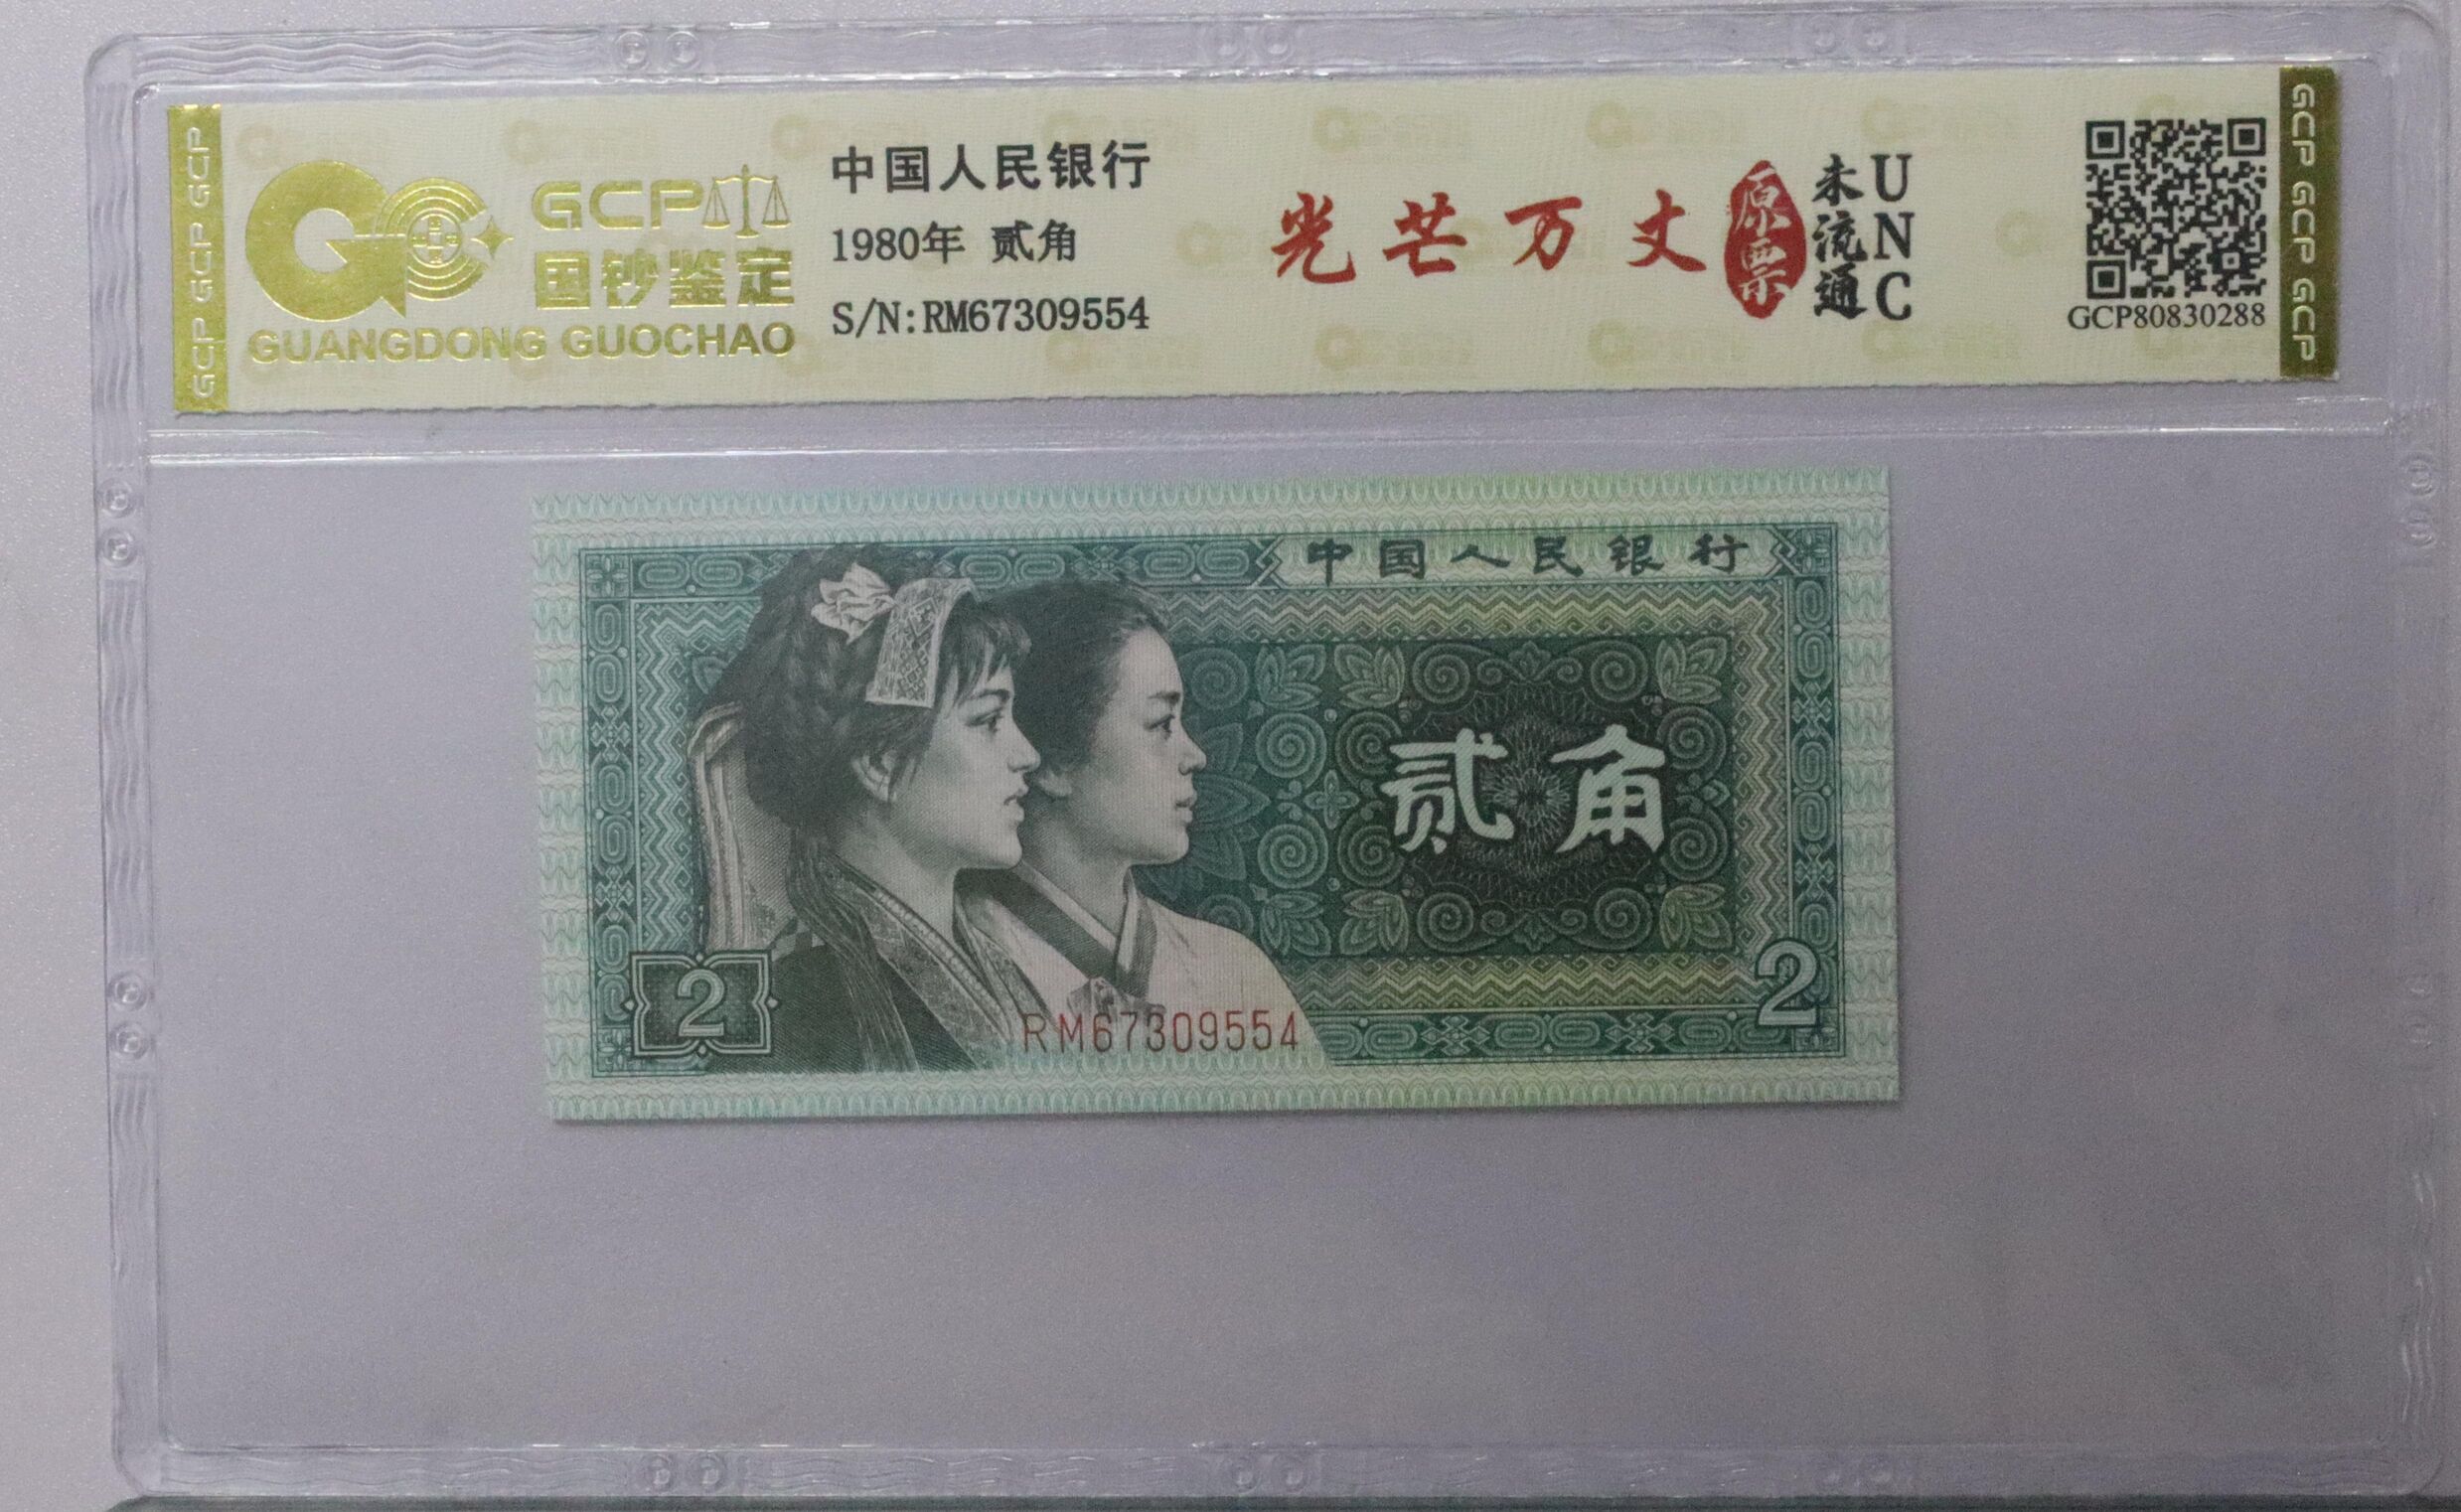 GCP GCP GCP
GCP
国钞鉴定
GUANGDONG GUOCHAO
中国人民银行
1980年 贰角
S/N:RM67309554
光芒万丈
原票
未流通
UNC
GCP80830288
GCP GCP GCP
中国人民银行
贰角
2
2
RM67309554